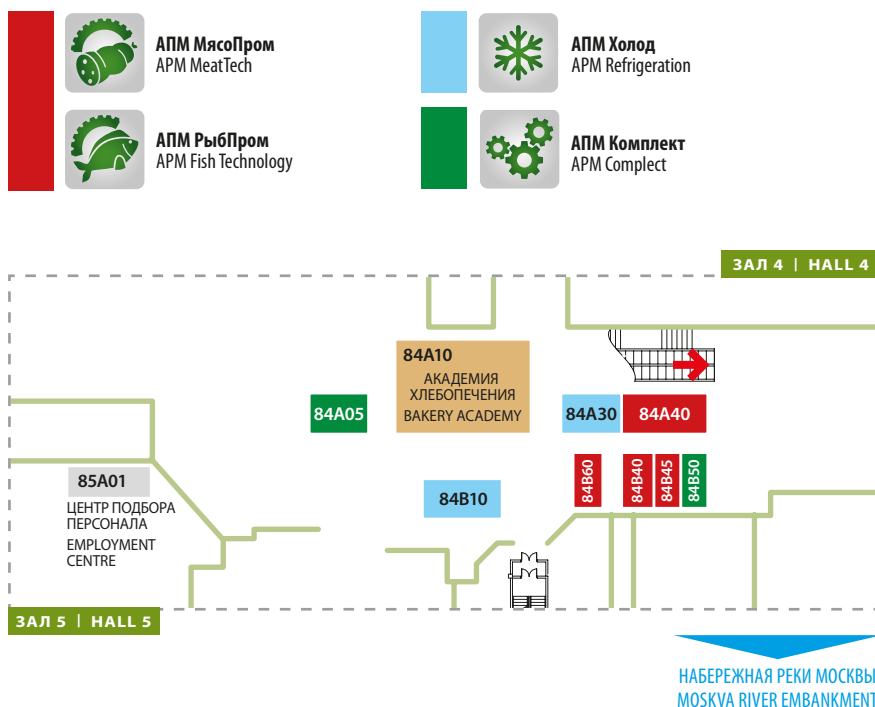 АПМ МясоПром
APM MeatTech
АПМ РыбПром
APM Fish Technology
АПМ Холод
APM Refrigeration
АПМ Комплект
APM Complect
ЗАЛ 4 | HALL 4
84A10
АКАДЕМИЯ
ХЛЕБОПЕЧЕНИЯ
BAKERY ACADEMY
84A05
84A30
84A40
85A01
ЦЕНТР ПОДБОРА
ПЕРСОНАЛА
EMPLOYMENT
CENTRE
84B10
84B60
84B40
84B45
84B50
ЗАЛ 5 | HALL 5
НАБЕРЕЖНАЯ РЕКИ МОСКВЫ
MOSKVA RIVER EMBANKMENT